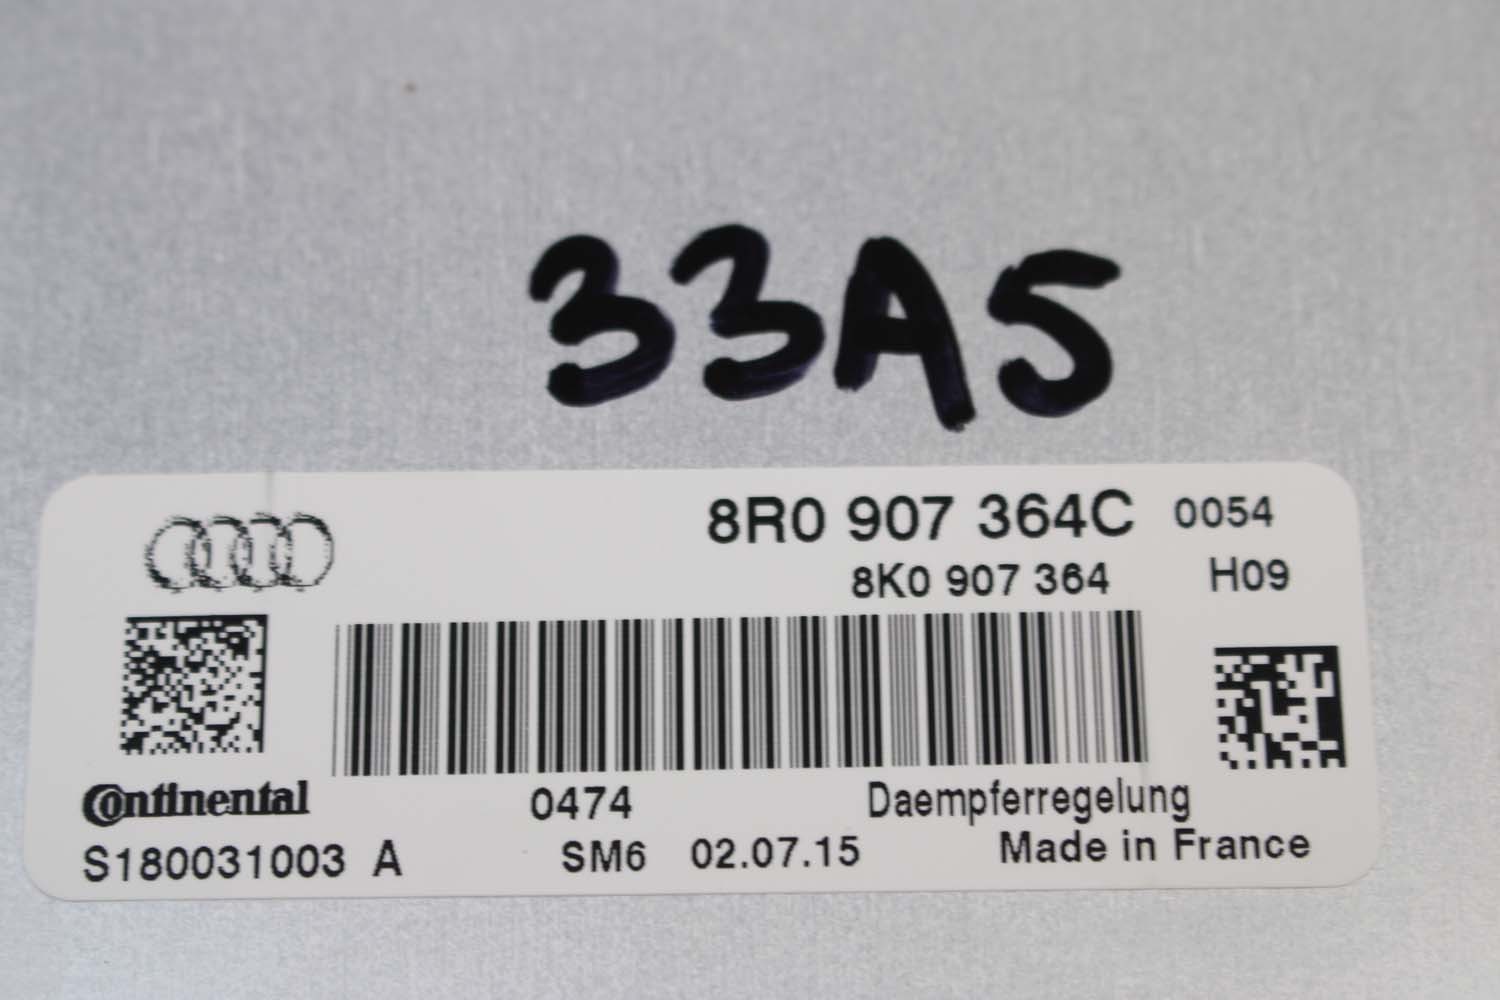 33A5
8R0 907 364C 0054
8K0 907 364 H09
Continental 0474 Daempferregelung
S180031003 A SM6 02.07.15 Made in France